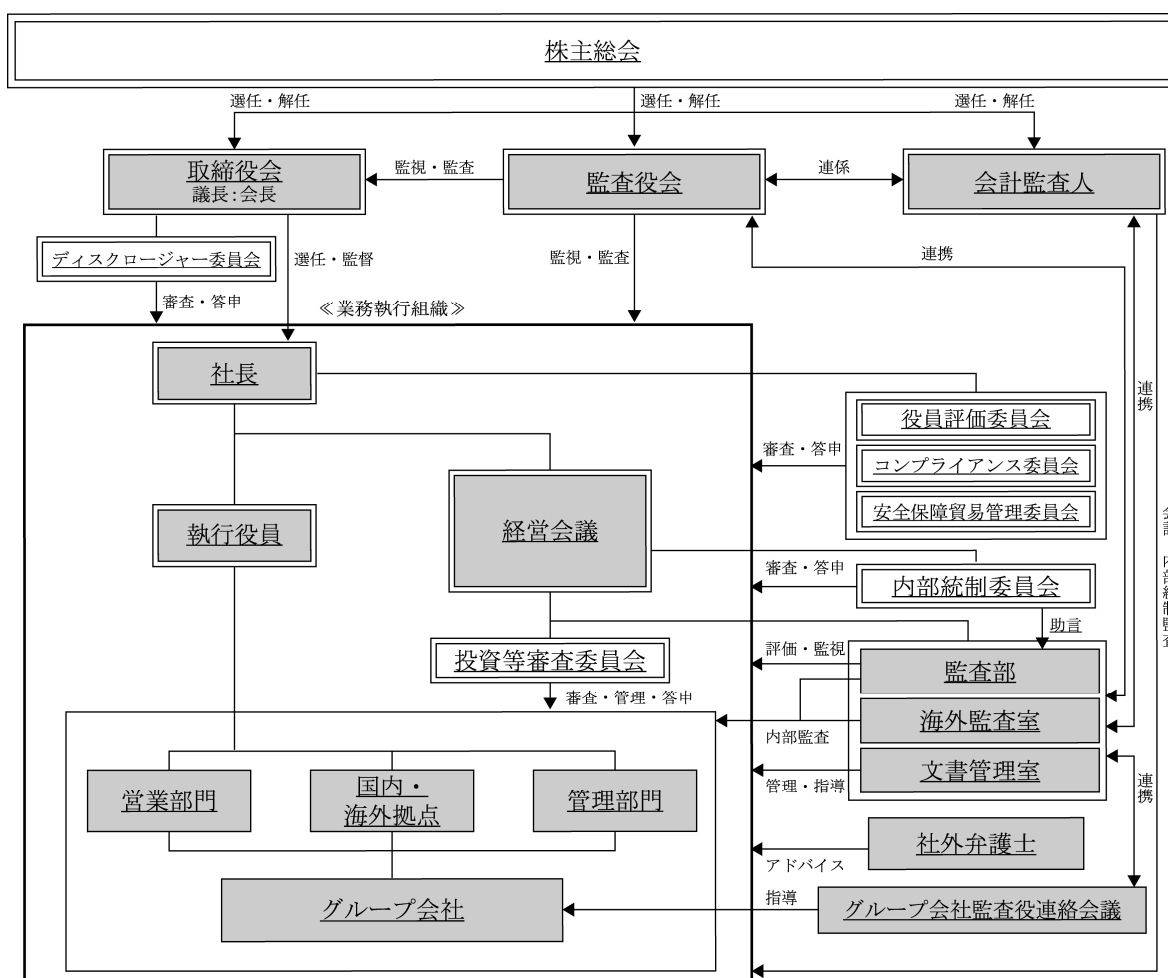 株主総会
選任・解任
選任・解任
選任・解任
取締役会
議長:会長
監視・監査
監査役会
連係
会計監査人
ディスクロージャー委員会
選任・監督
監視・監査
連携
審査・答申
≪業務執行組織≫
社長
連携
役員評価委員会
審査・答申
コンプライアンス委員会
安全保障貿易管理委員会
執行役員
経営会議
会計・内部統制監査
審査・答申
内部統制委員会
助言
投資等審査委員会
評価・監視
監査部
審査・管理・答申
海外監査室
内部監査
文書管理室
管理・指導
連携
営業部門
国内・
海外拠点
管理部門
社外弁護士
アドバイス
グループ会社
指導
グループ会社監査役連絡会議